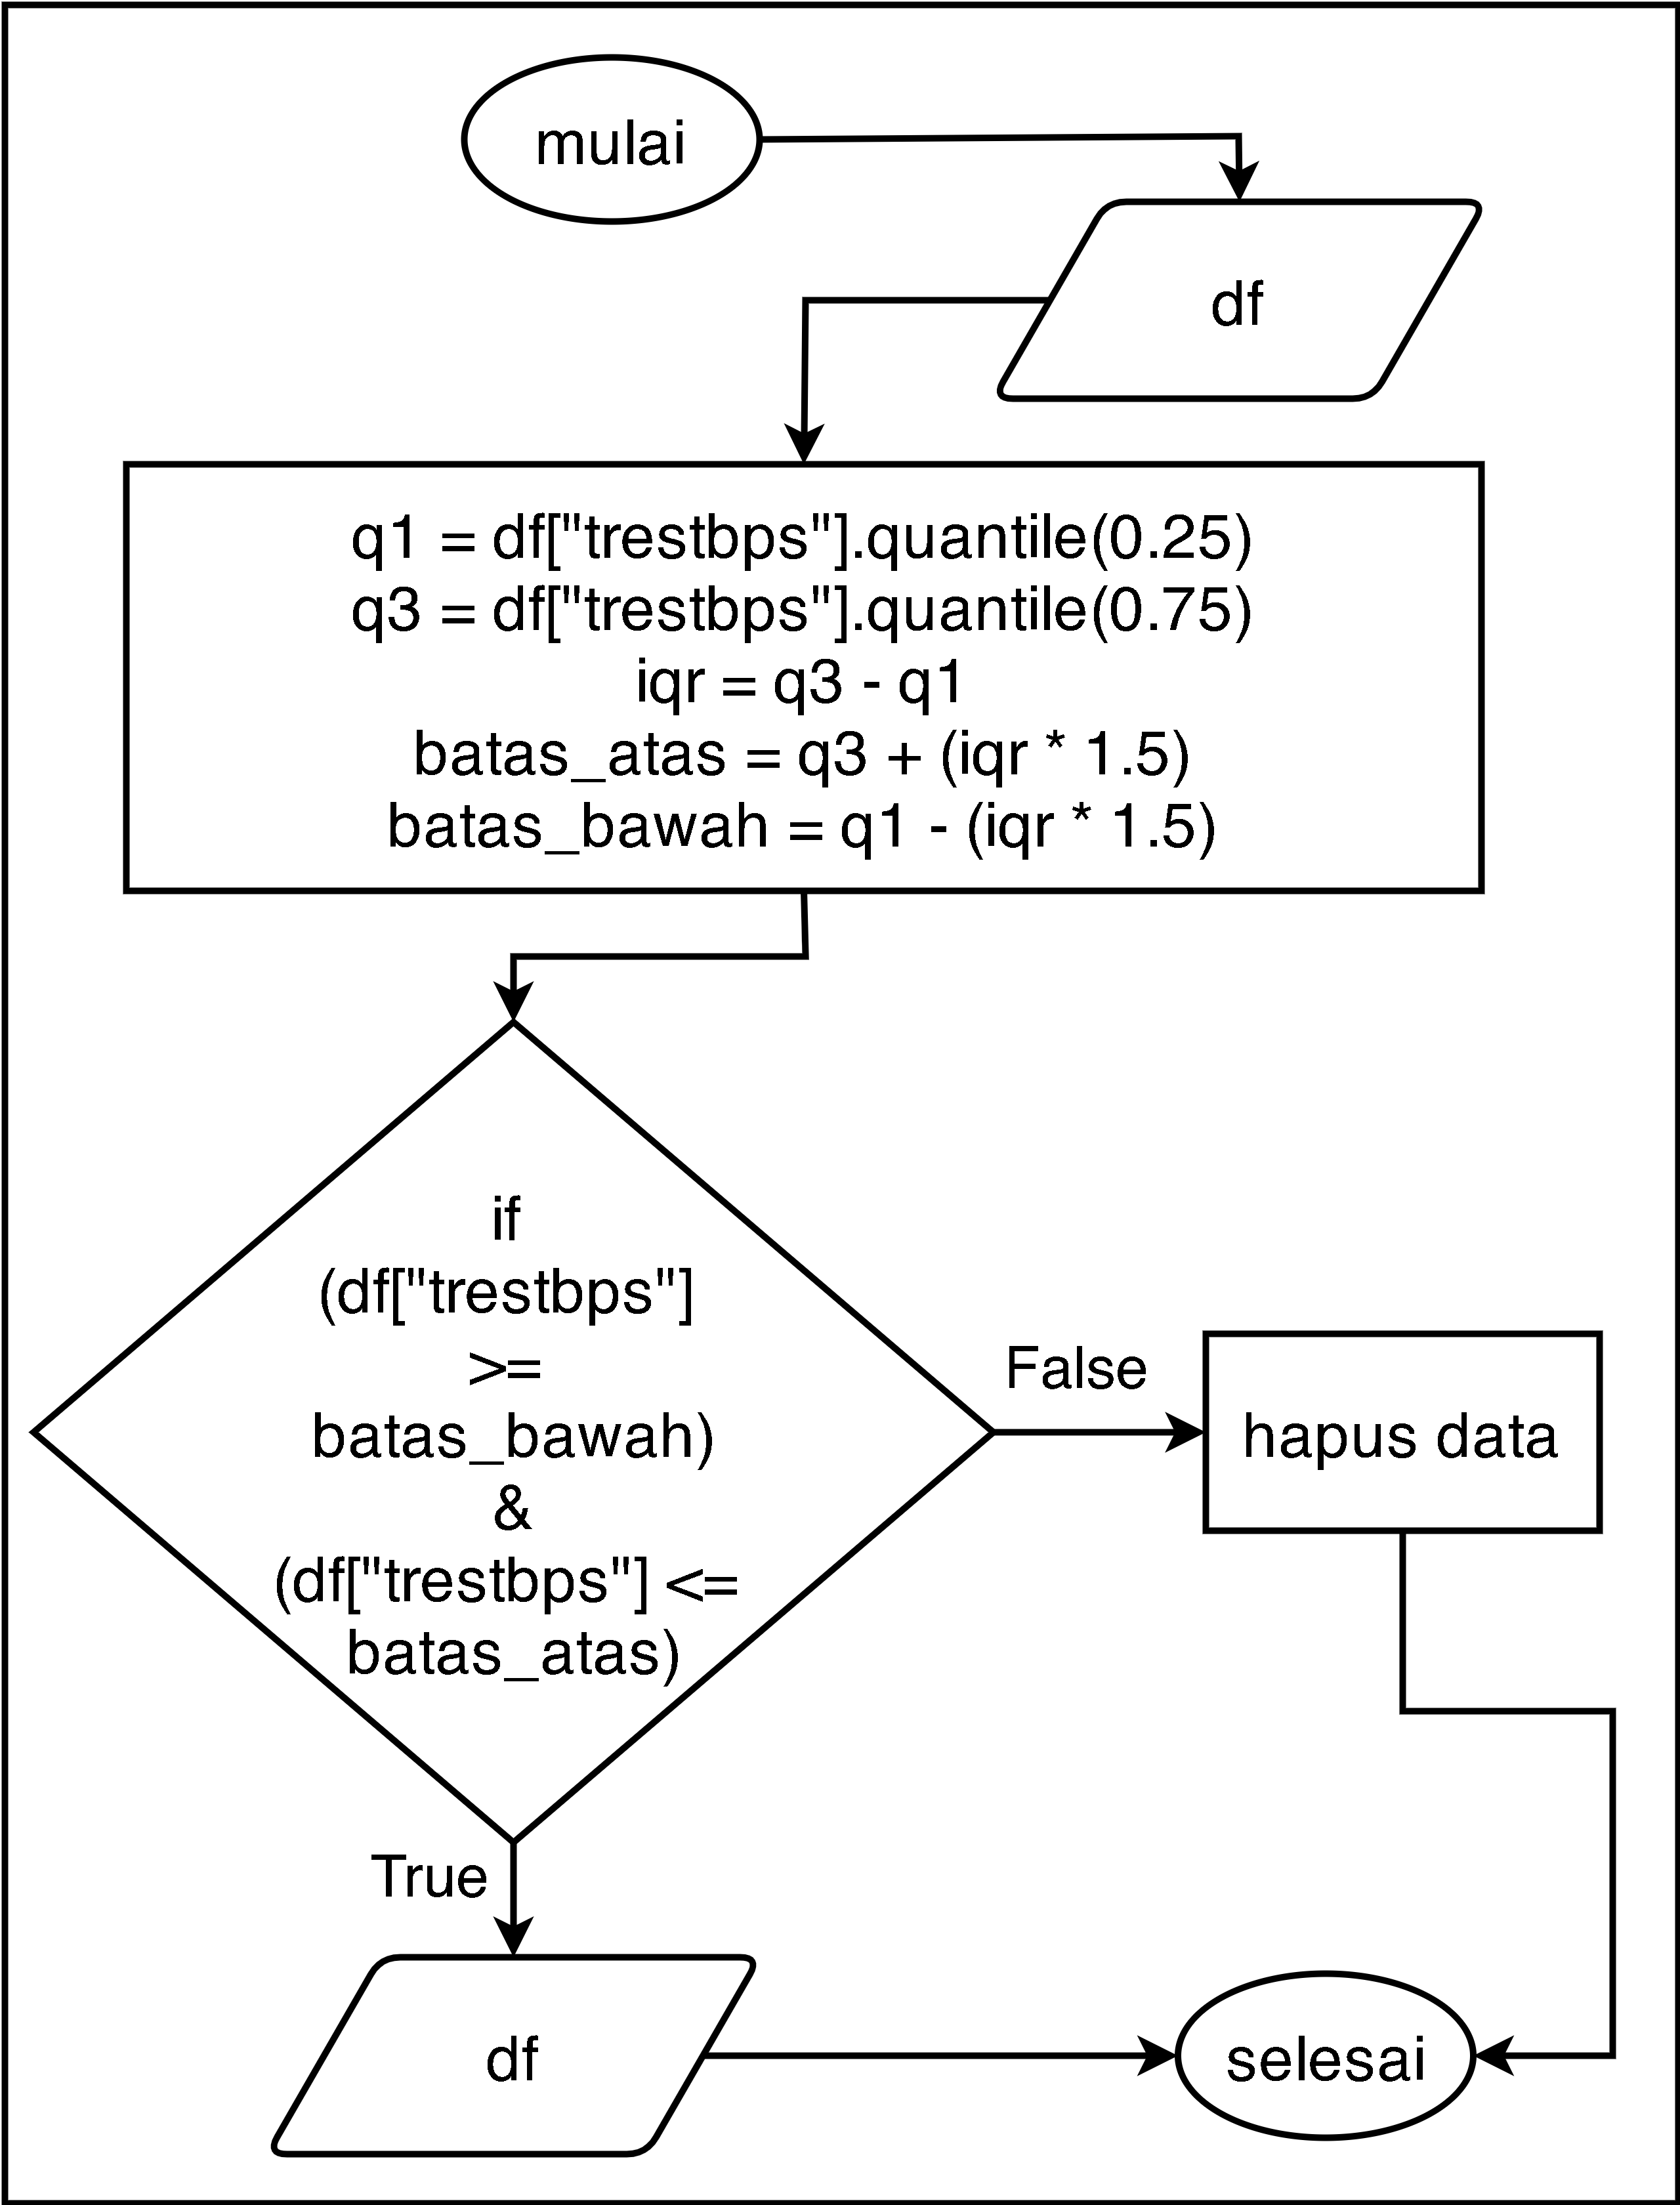 mulai
df
q1 = df["trestbps"].quantile(0.25)
q3 = df["trestbps"].quantile(0.75)
iqr = q3 - q1
batas_atas = q3 + (iqr * 1.5)
batas_bawah = q1 - (iqr * 1.5)
if
(df["trestbps"]
>=
batas_bawah)
&
(df["trestbps"] <=
batas_atas)
False
hapus data
True
df
selesai